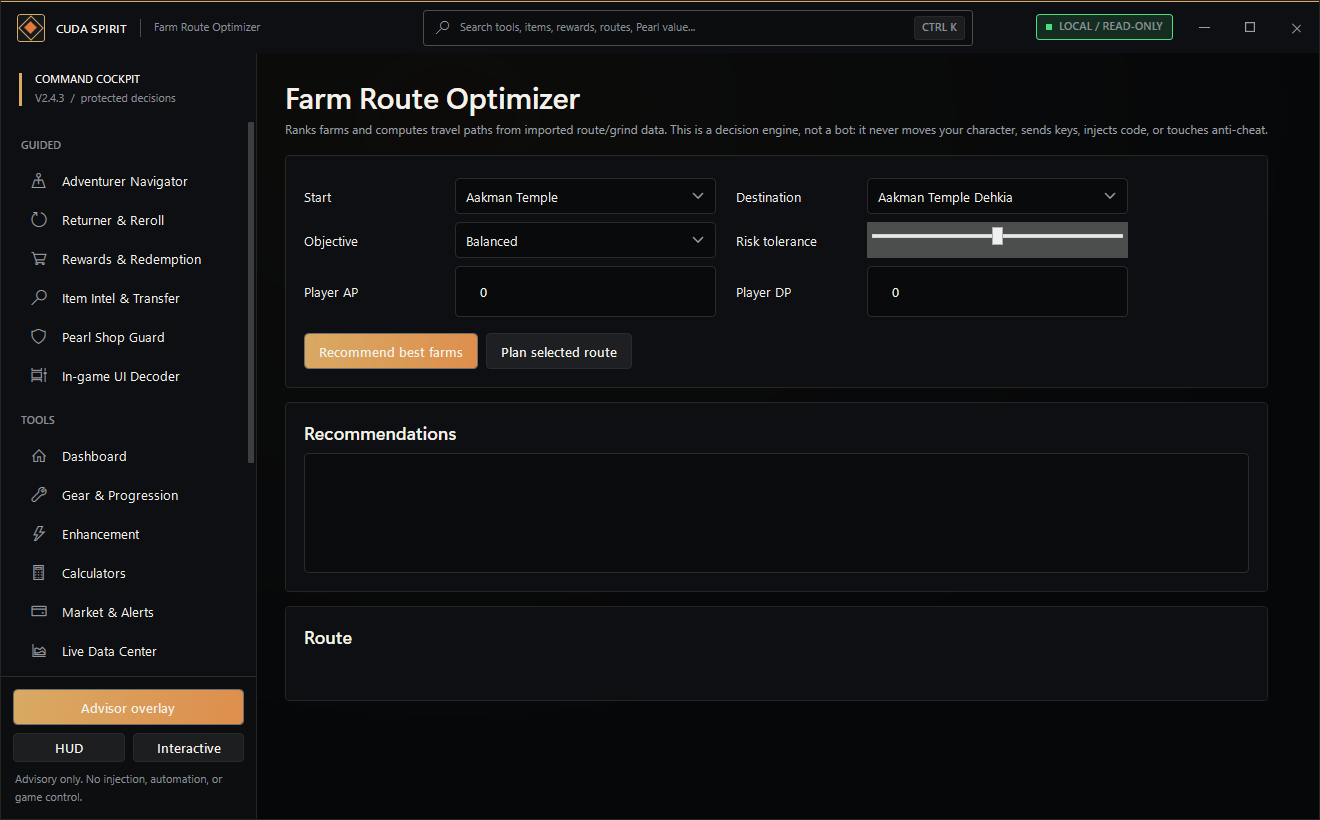 CUDA SPIRIT
Farm Route Optimizer
Search tools, items, rewards, routes, Pearl value...
CTRL K
LOCAL / READ-ONLY
COMMAND COCKPIT
V2.4.3 / protected decisions
GUIDED
Adventurer Navigator
Returner & Reroll
Rewards & Redemption
Item Intel & Transfer
Pearl Shop Guard
In-game UI Decoder
TOOLS
Dashboard
Gear & Progression
Enhancement
Calculators
Market & Alerts
Live Data Center
Advisor overlay
HUD
Interactive
Advisory only. No injection, automation, or
game control.
Farm Route Optimizer
Ranks farms and computes travel paths from imported route/grind data. This is a decision engine, not a bot: it never moves your character, sends keys, injects code, or touches anti-cheat.
Start
Aakman Temple
Destination
Aakman Temple Dehkia
Objective
Balanced
Risk tolerance
Player AP
0
Player DP
0
Recommend best farms
Plan selected route
Recommendations
Route